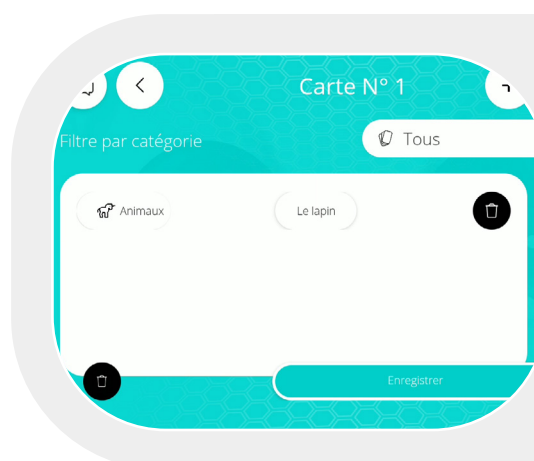 Carte N° 1
Filtre par catégorie
Tous
Animaux
Le lapin
Enregistrer